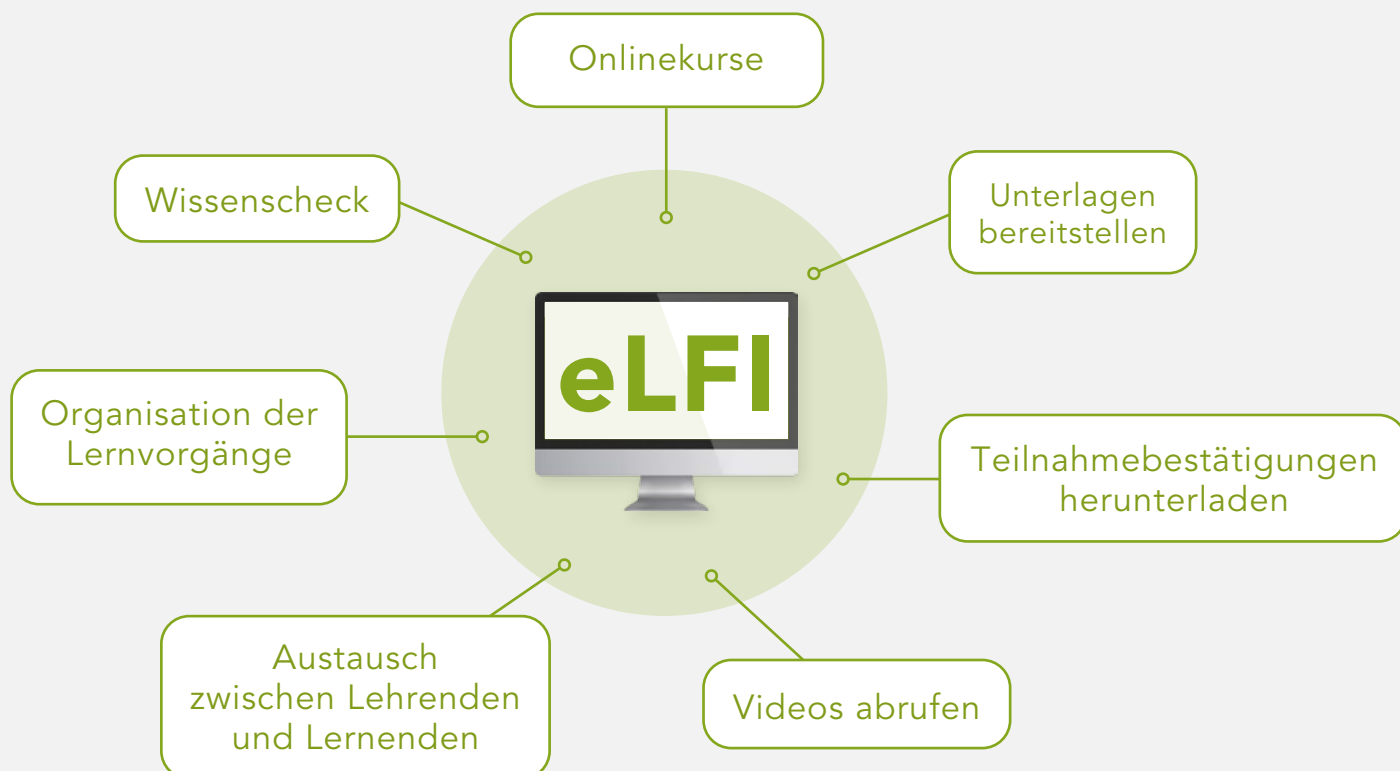 Onlinekurse
Wissenscheck
Unterlagen
bereitstellen
eLFI
Organisation der
Lernvorgänge
Teilnahmebestätigungen
herunterladen
Austausch
zwischen Lehrenden
und Lernenden
Videos abrufen